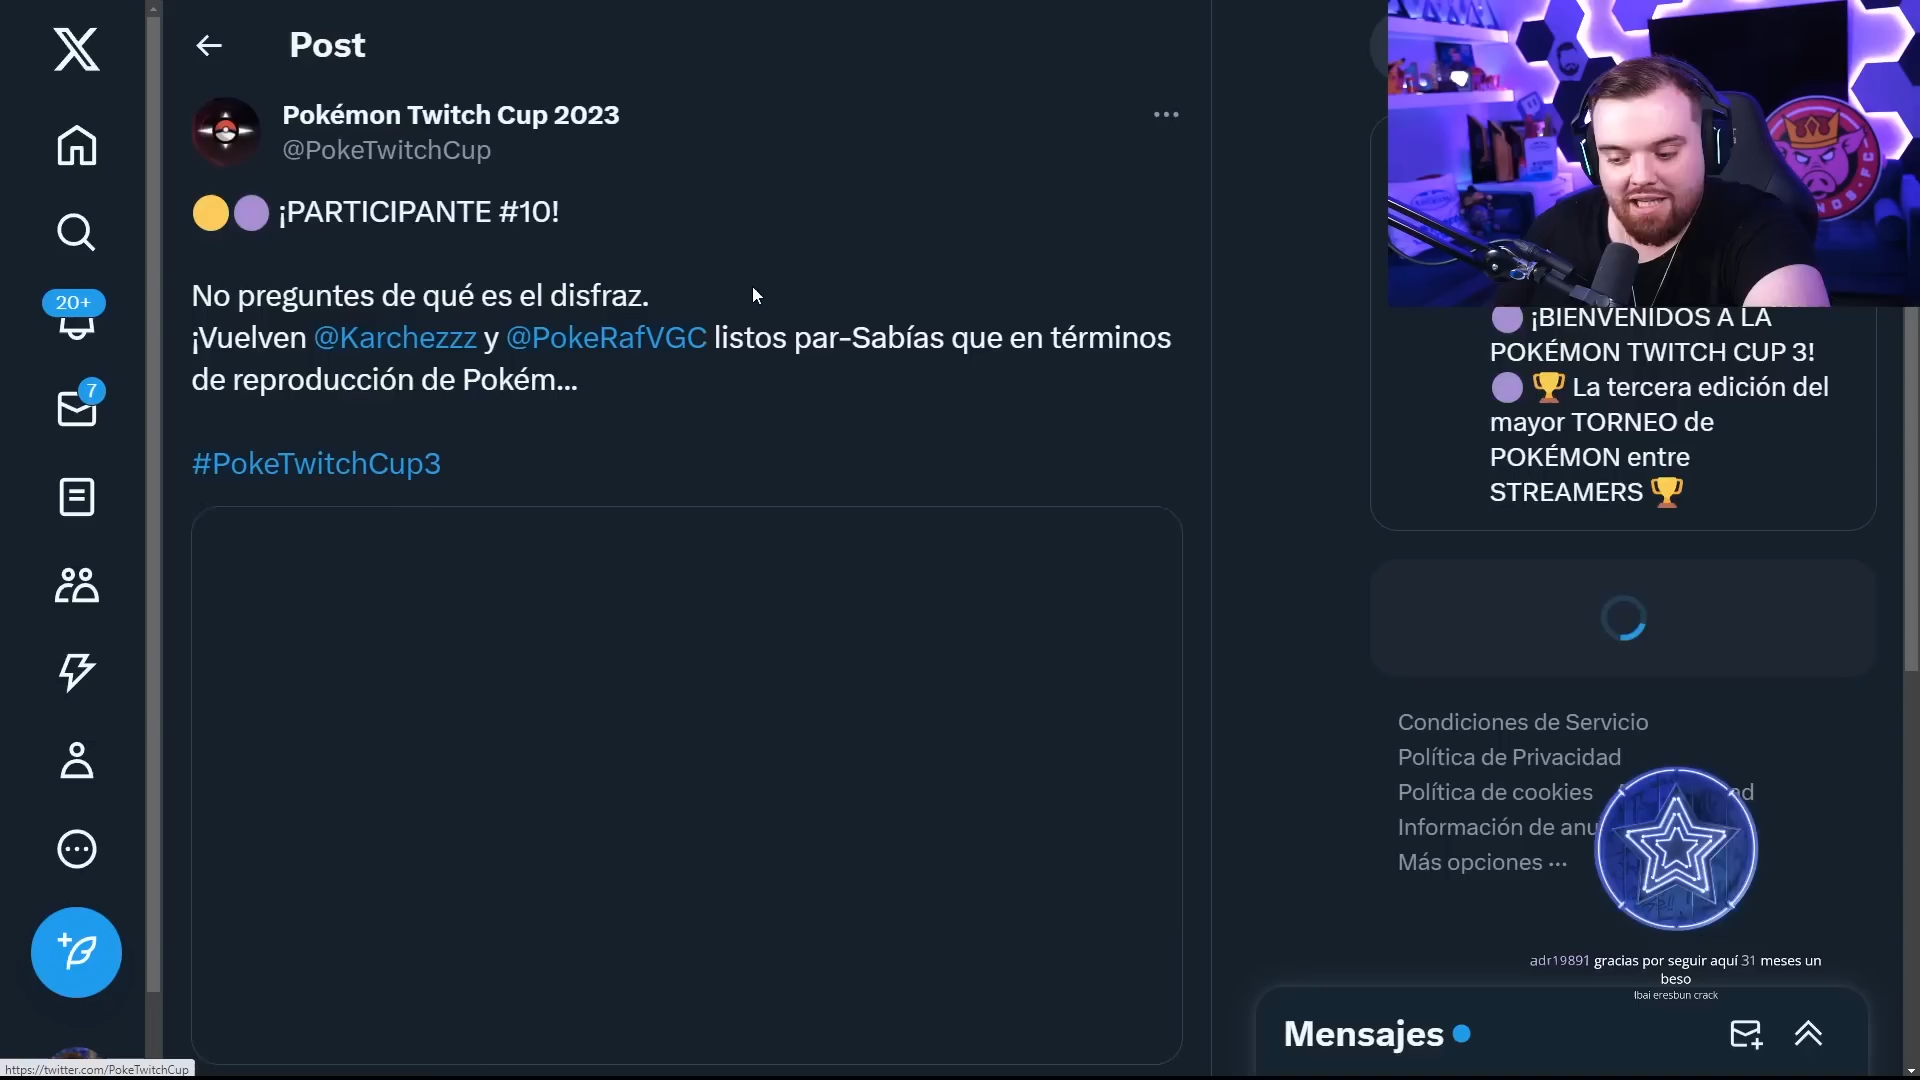 Post
Pokémon Twitch Cup 2023
@PokeTwitchCup
¡PARTICIPANTE #10!
No preguntes de qué es el disfraz.
¡Vuelven @Karchezzz y @PokeRafVGC listos par-Sabías que en términos
de reproducción de Pokém...
#PokeTwitchCup3
20+
7
https://twitter.com/PokeTwitchCup
¡BIENVENIDOS A LA
POKÉMON TWITCH CUP 3!
🏆 La tercera edición del
mayor TORNEO de
POKÉMON entre
STREAMERS 🏆
Condiciones de Servicio
Política de Privacidad
Política de cookies
Información de anu
Más opciones ···
adr19891 gracias por seguir aquí 31 meses un
beso
Ibai eresbun crack
Mensajes